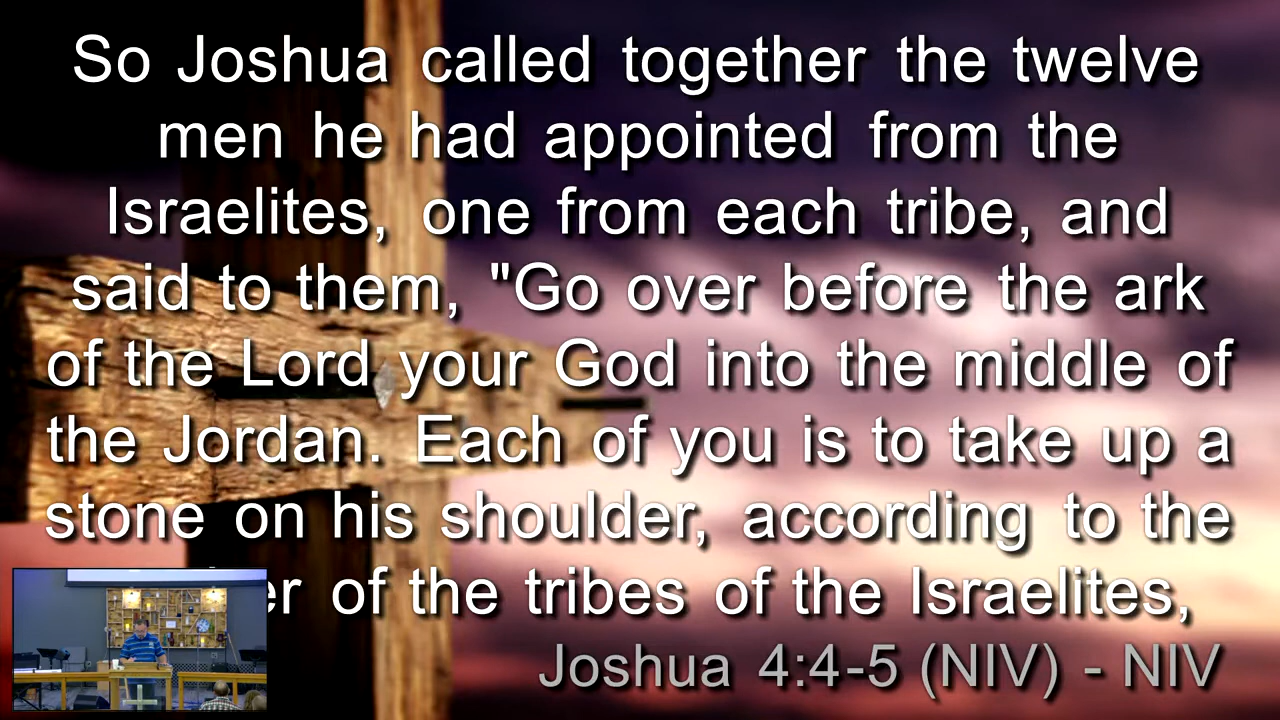 So Joshua called together the twelve
men he had appointed from the
Israelites, one from each tribe, and
said to them, "Go over before the ark
of the Lord your God into the middle of
the Jordan. Each of you is to take up a
stone on his shoulder, according to the
of the tribes of the Israelites,
Joshua 4:4-5 (NIV) - NIV